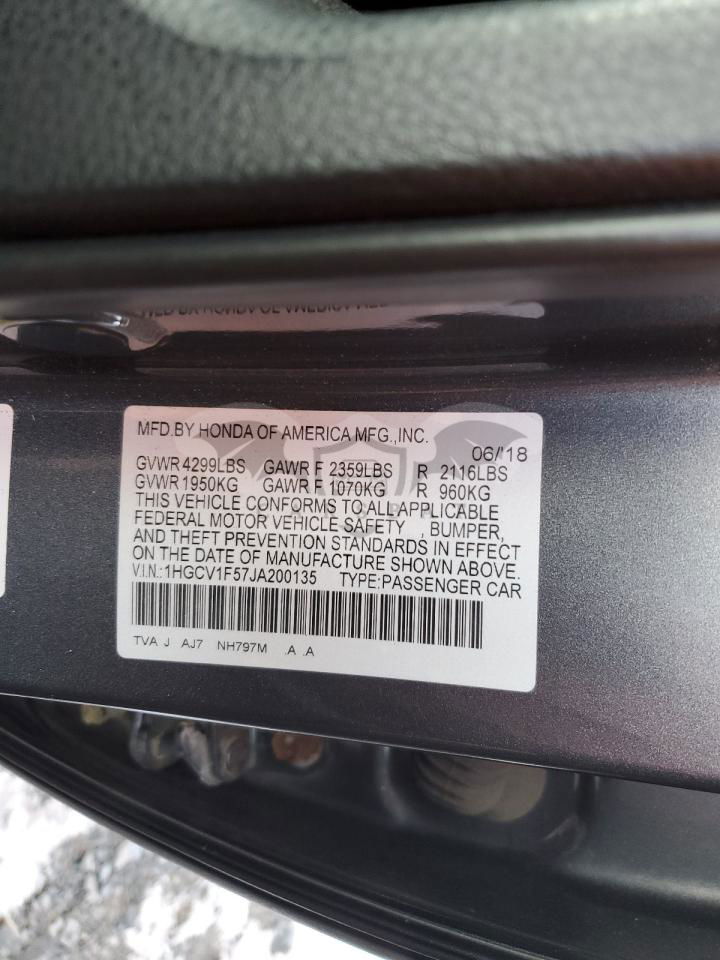 MFD.BY HONDA OF AMERICA MFG.,INC.
06/'18
GVWR 4299LBS GAWR F 2359LBS R 2116LBS
GVWR 1950KG GAWR F 1070KG R 960KG
THIS VEHICLE CONFORMS TO ALL APPLICABLE
FEDERAL MOTOR VEHICLE SAFETY , BUMPER,
AND THEFT PREVENTION STANDARDS IN EFFECT
ON THE DATE OF MANUFACTURE SHOWN ABOVE.
V.I.N.:1HGCV1F57JA200135 TYPE:PASSENGER CAR
TVA J AJ7 NH797M .A .A